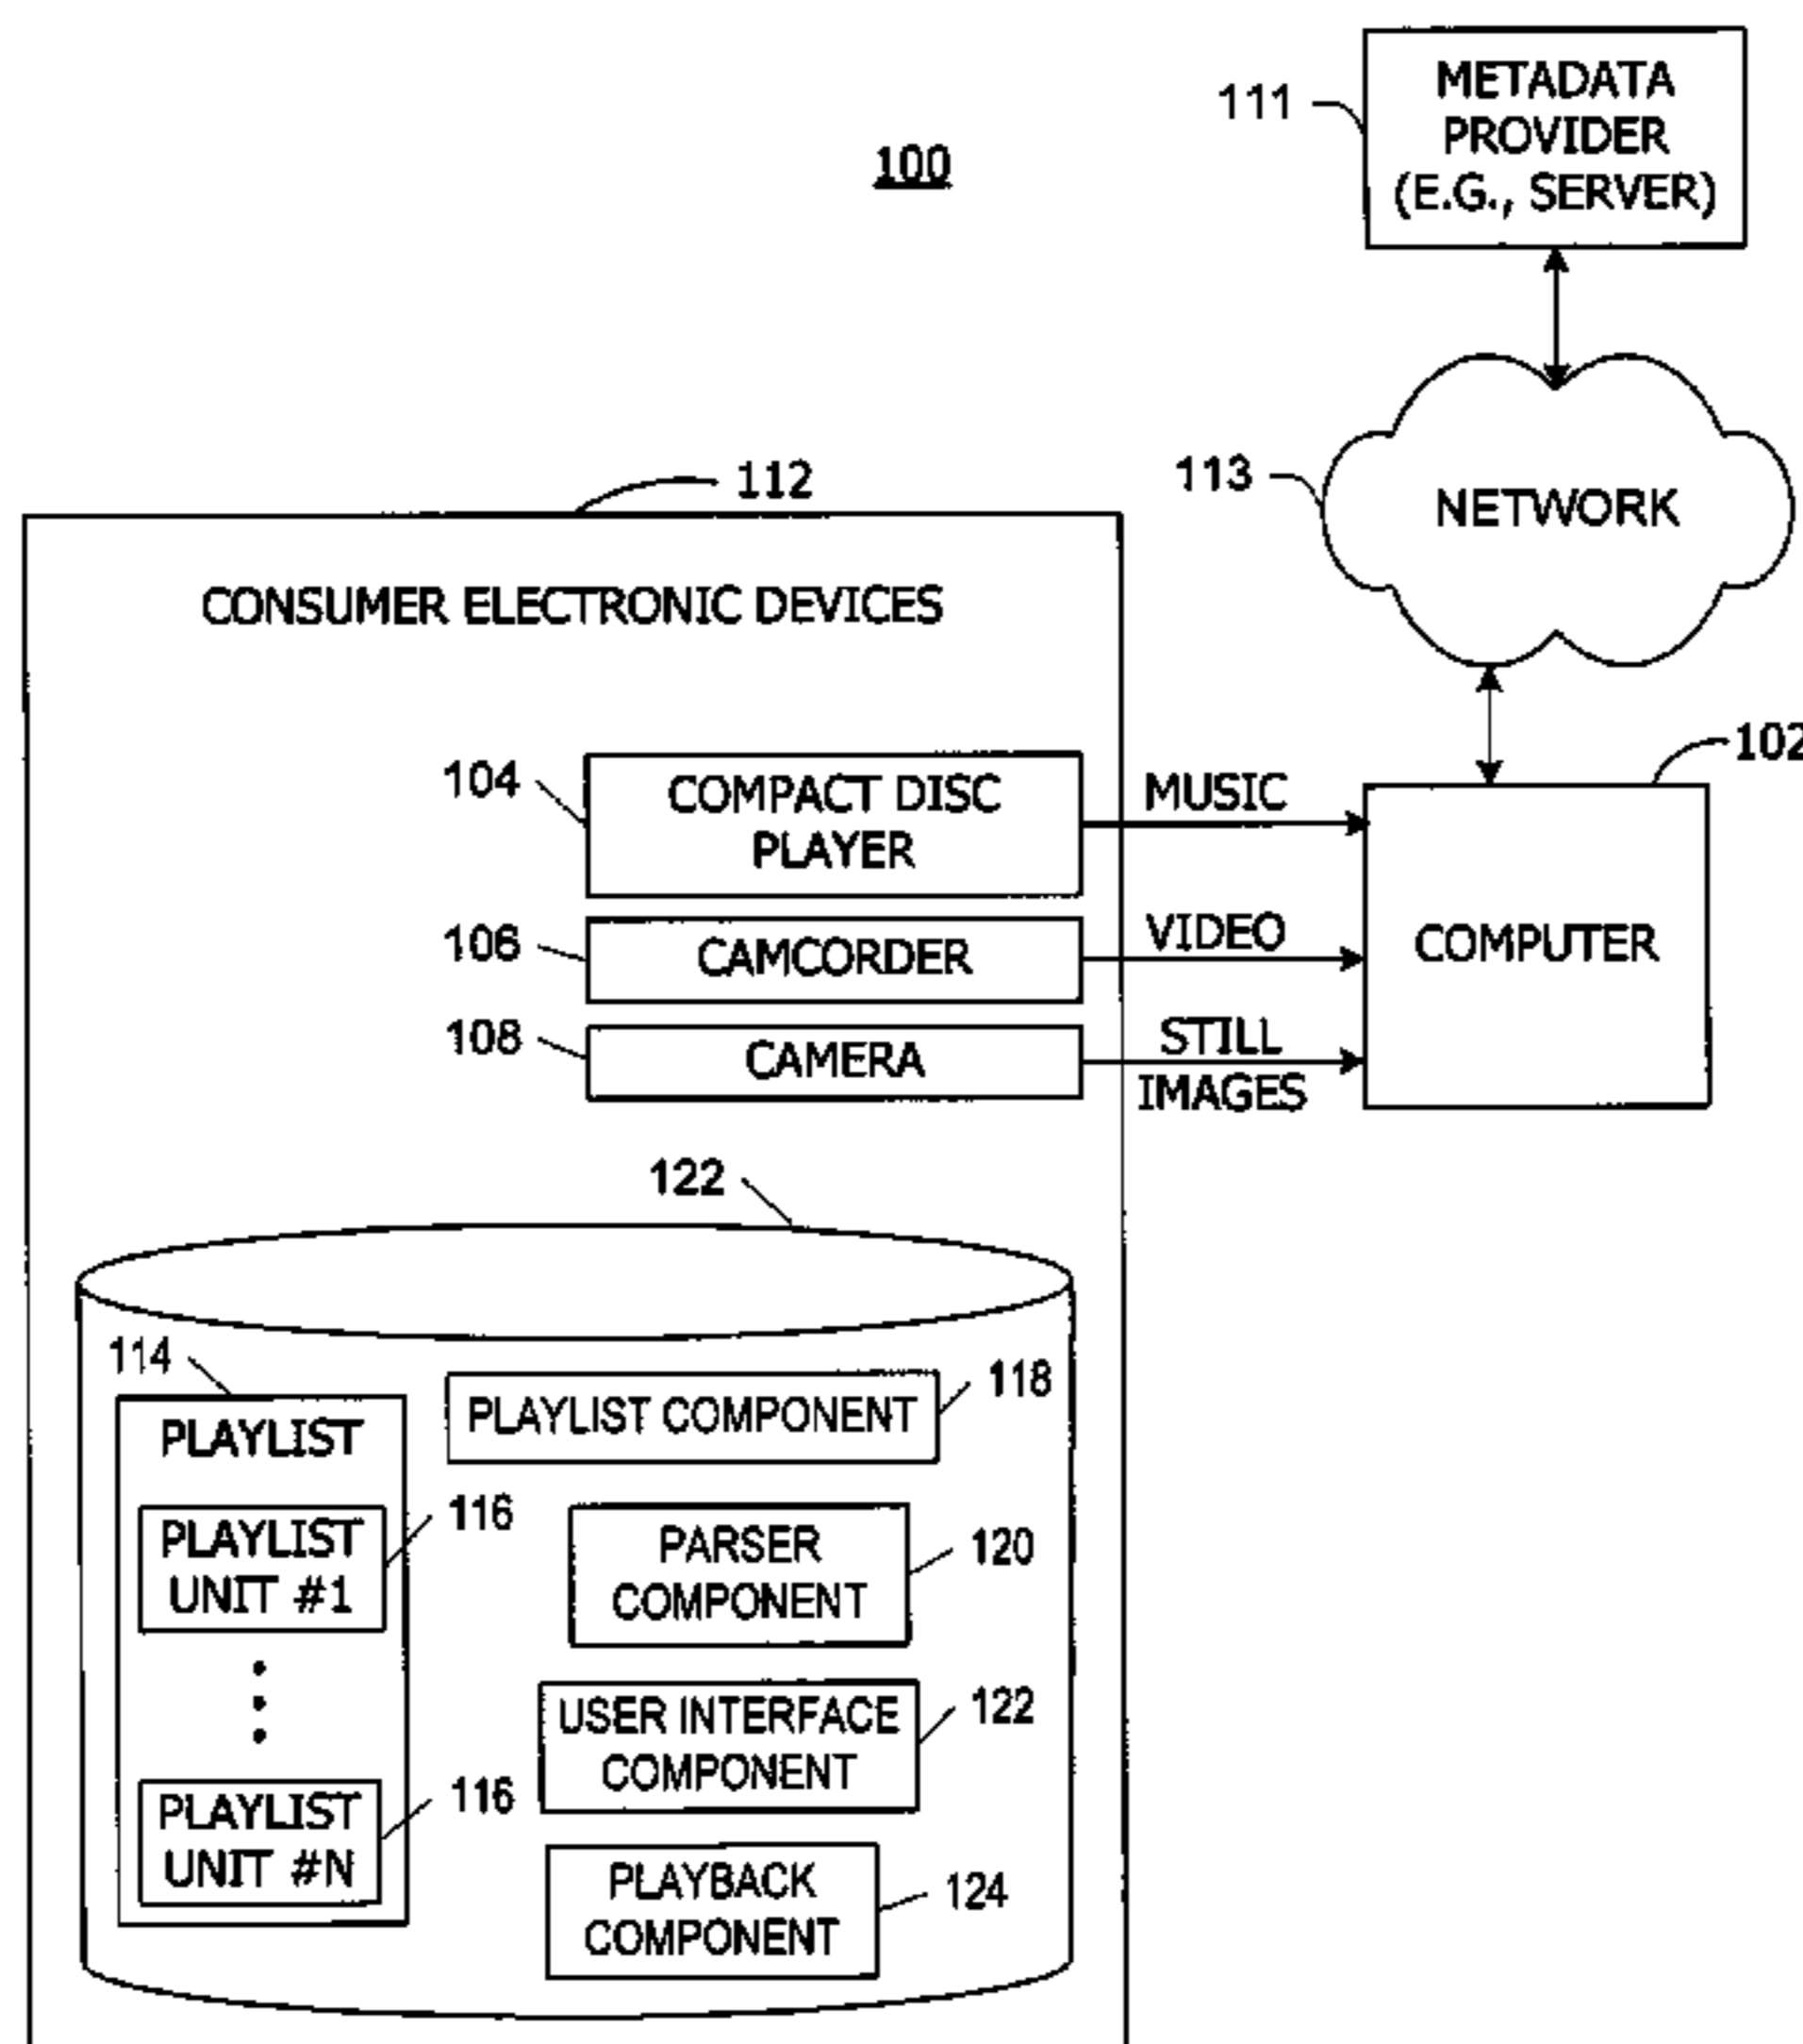 100
111
METADATA
PROVIDER
(E.G., SERVER)
113
NETWORK
112
CONSUMER ELECTRONIC DEVICES
102
COMPUTER
104
COMPACT DISC
PLAYER
MUSIC
106
CAMCORDER
VIDEO
108
CAMERA
STILL
IMAGES
122
114
PLAYLIST
116
PLAYLIST
UNIT #1
116
PLAYLIST
UNIT #N
118
PLAYLIST COMPONENT
120
PARSER
COMPONENT
122
USER INTERFACE
COMPONENT
124
PLAYBACK
COMPONENT